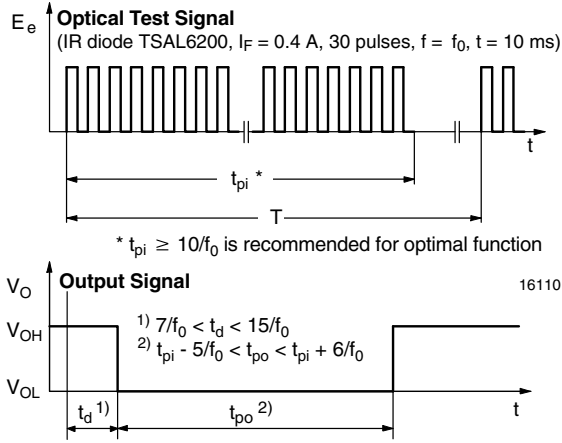 E_e
Optical Test Signal
(IR diode TSAL6200, I_F = 0.4 A, 30 pulses, f = f_0, t = 10 ms)
t
t_pi *
T
* t_pi ≥ 10/f_0 is recommended for optimal function
V_O
Output Signal
16110
V_OH
1) 7/f_0 < t_d < 15/f_0
2) t_pi - 5/f_0 < t_po < t_pi + 6/f_0
V_OL
t_d 1)
t_po 2)
t